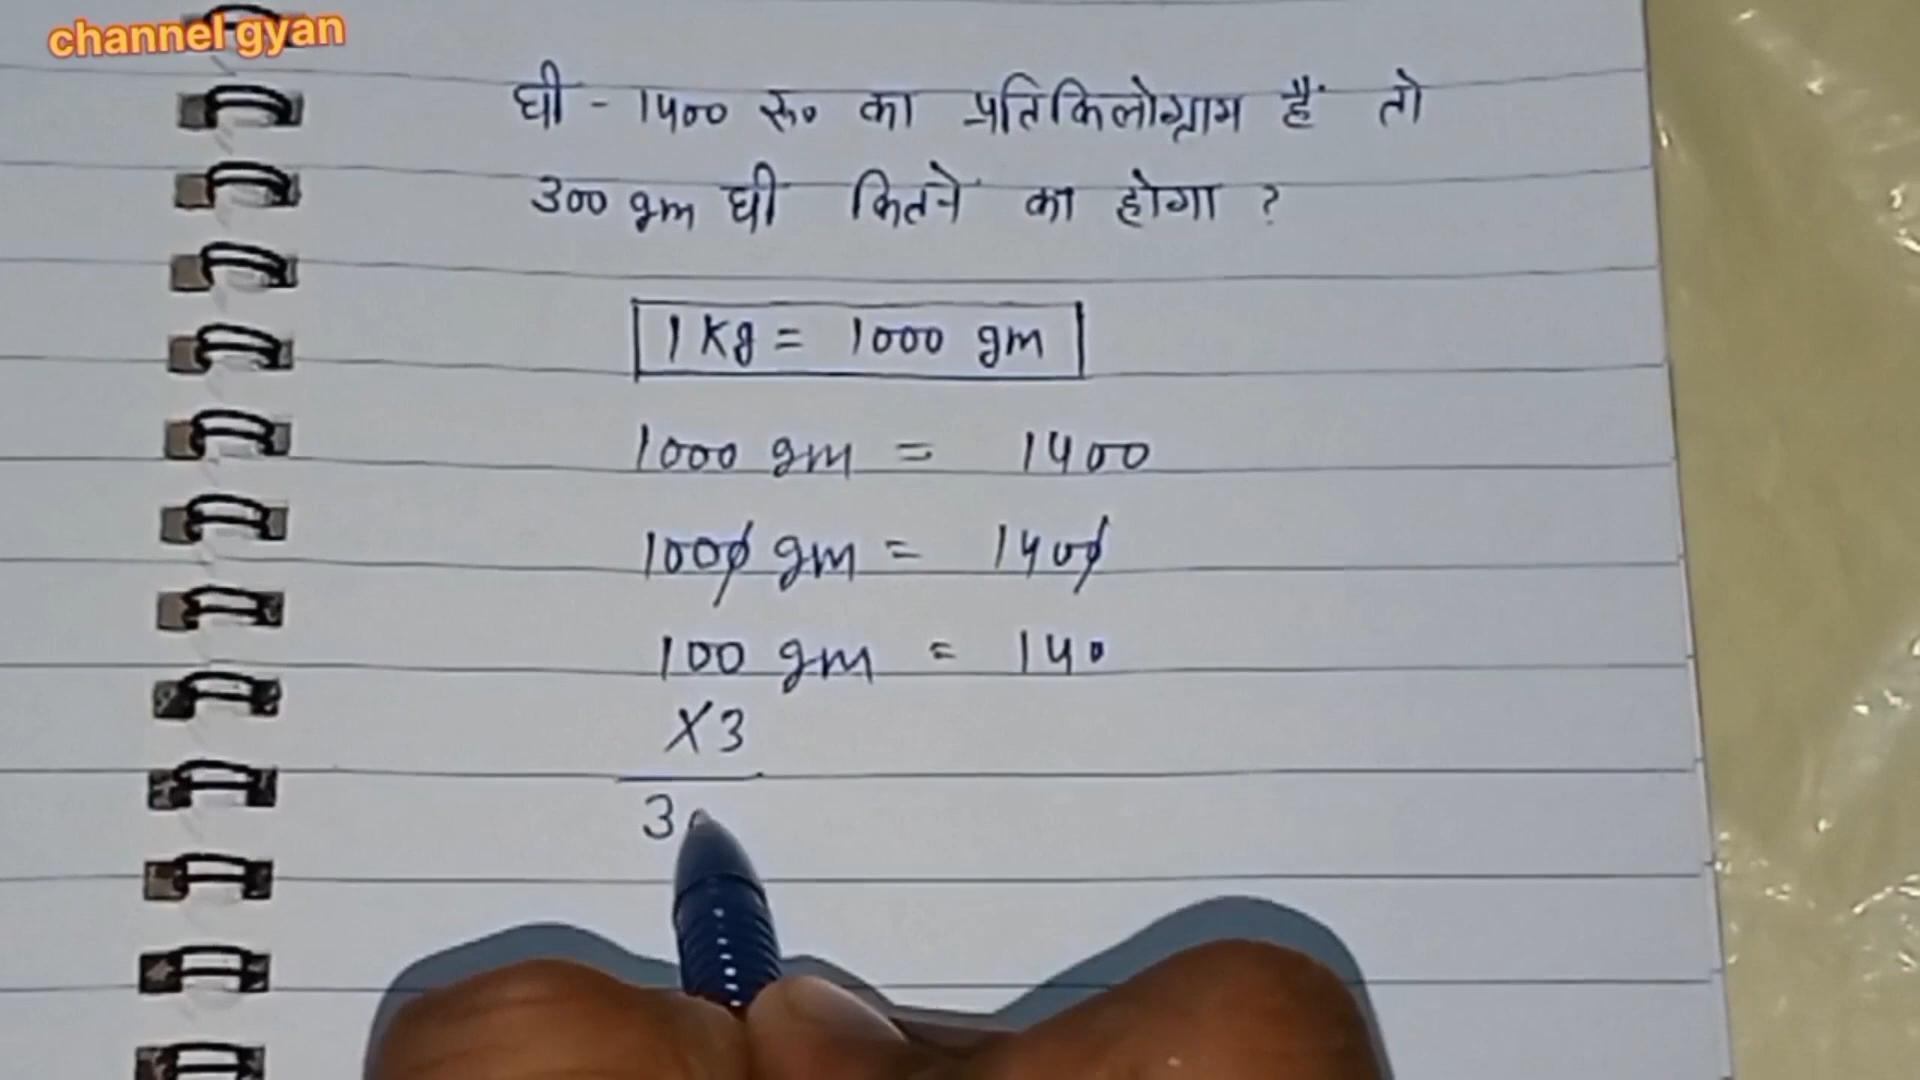 channel gyan
घी - 1400 रू० का प्रतिकिलोग्राम हैं तो
300 gm घी कितने का होगा ?
1 Kg = 1000 gm
1000 gm = 1400
1000 gm = 1400
100 gm = 140
X3
3